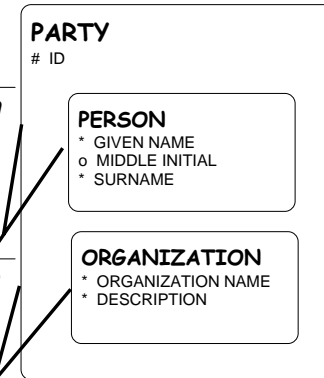 PARTY
# ID
PERSON
* GIVEN NAME
o MIDDLE INITIAL
* SURNAME
ORGANIZATION
* ORGANIZATION NAME
* DESCRIPTION